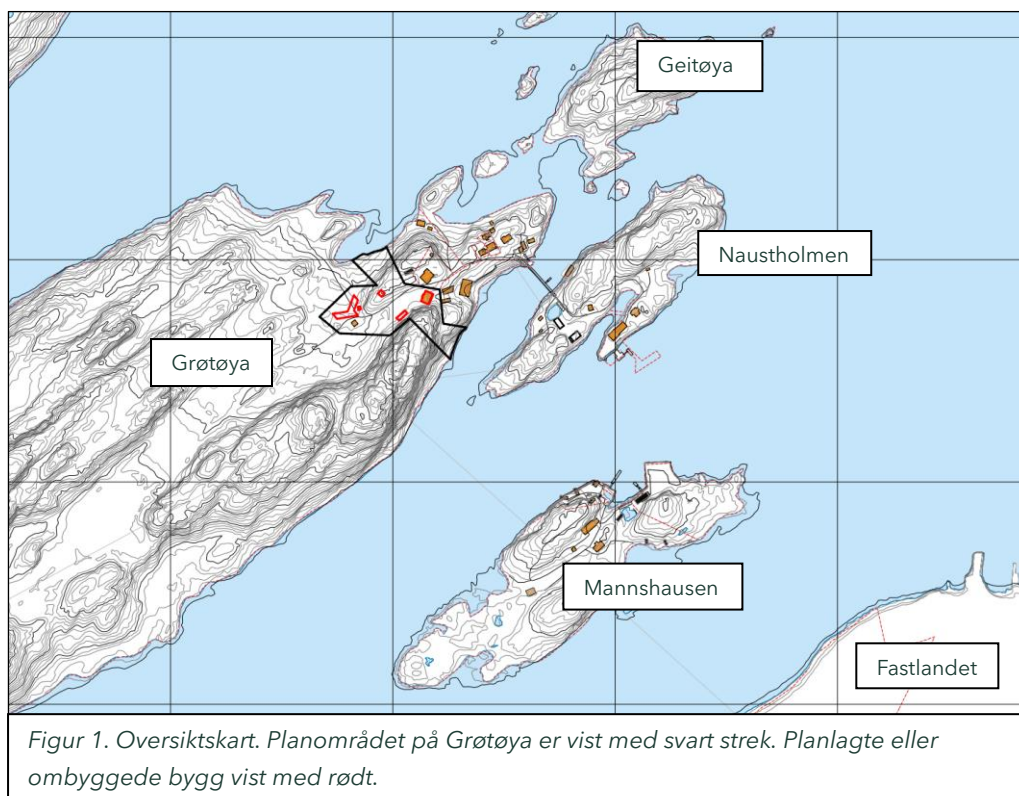 Geitøya
Naustholmen
Grøtøya
Mannshausen
Fastlandet
Figur 1. Oversiktskart. Planområdet på Grøtøya er vist med svart strek. Planlagte eller
ombyggede bygg vist med rødt.